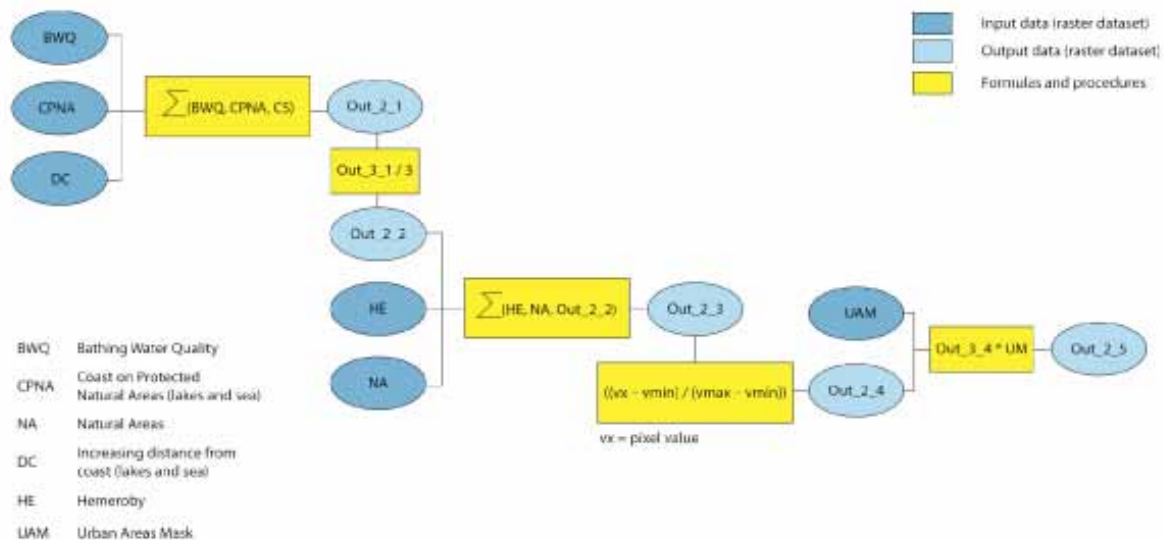 BWQ
CPNA
DC
∑(BWQ, CPNA, CS)
Out_2_1
Out_3_1 / 3
Out_2_2
HE
NA
∑(HE, NA, Out_2_2)
Out_2_3
((vx - vmin) / (vmax - vmin))
vx = pixel value
UAM
Out_2_4
Out_3_4 * UM
Out_2_5
Input data (raster dataset)
Output data (raster dataset)
Formulas and procedures
BWQ Bathing Water Quality
CPNA Coast on Protected
Natural Areas (lakes and sea)
NA Natural Areas
DC Increasing distance from
coast (lakes and sea)
HE Hemeroby
UAM Urban Areas Mask